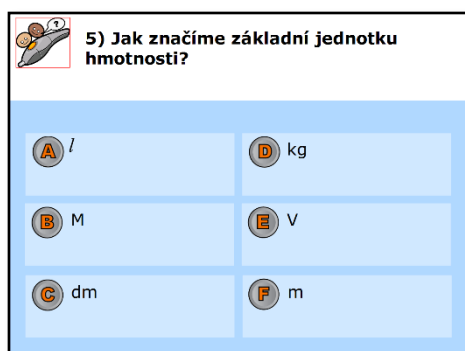 ?
5) Jak značíme základní jednotku
hmotnosti?
A l
D kg
B M
E V
C dm
F m